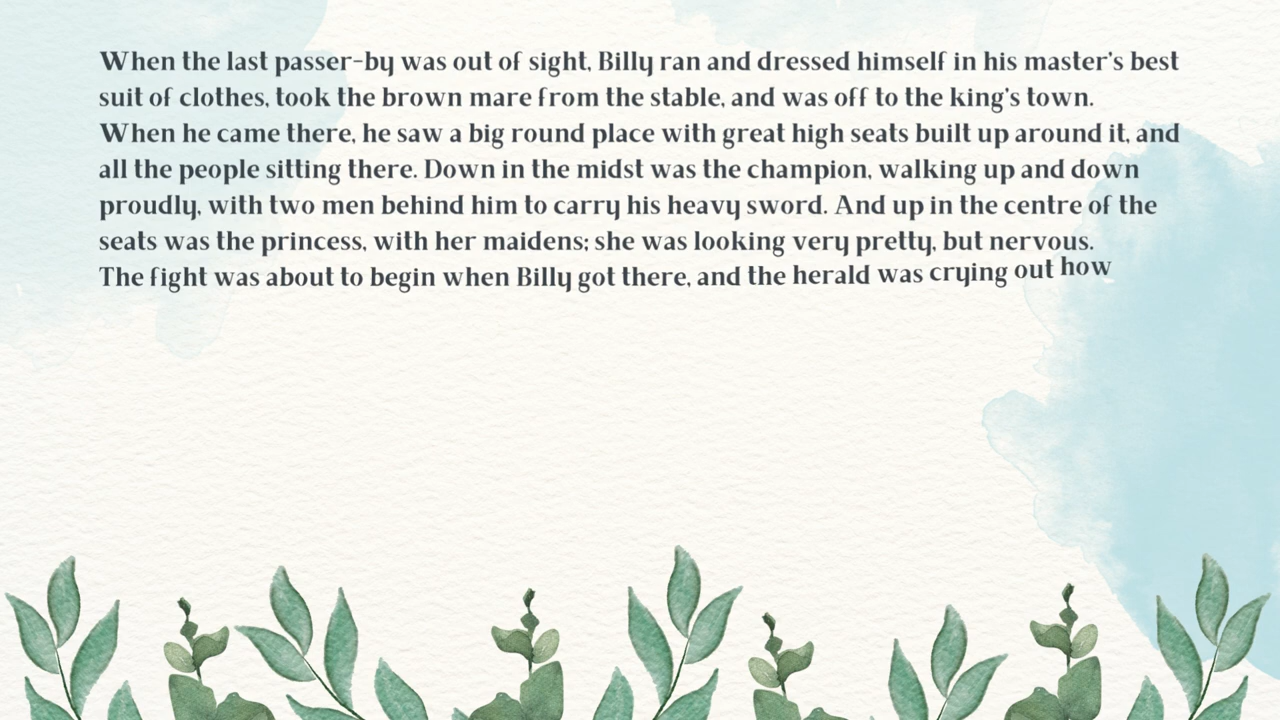 When the last passer-by was out of sight, Billy ran and dressed himself in his master's best
suit of clothes, took the brown mare from the stable, and was off to the king's town.
When he came there, he saw a big round place with great high seats built up around it, and
all the people sitting there. Down in the midst was the champion, walking up and down
proudly, with two men behind him to carry his heavy sword. And up in the centre of the
seats was the princess, with her maidens; she was looking very pretty, but nervous.
The fight was about to begin when Billy got there, and the herald was crying out how